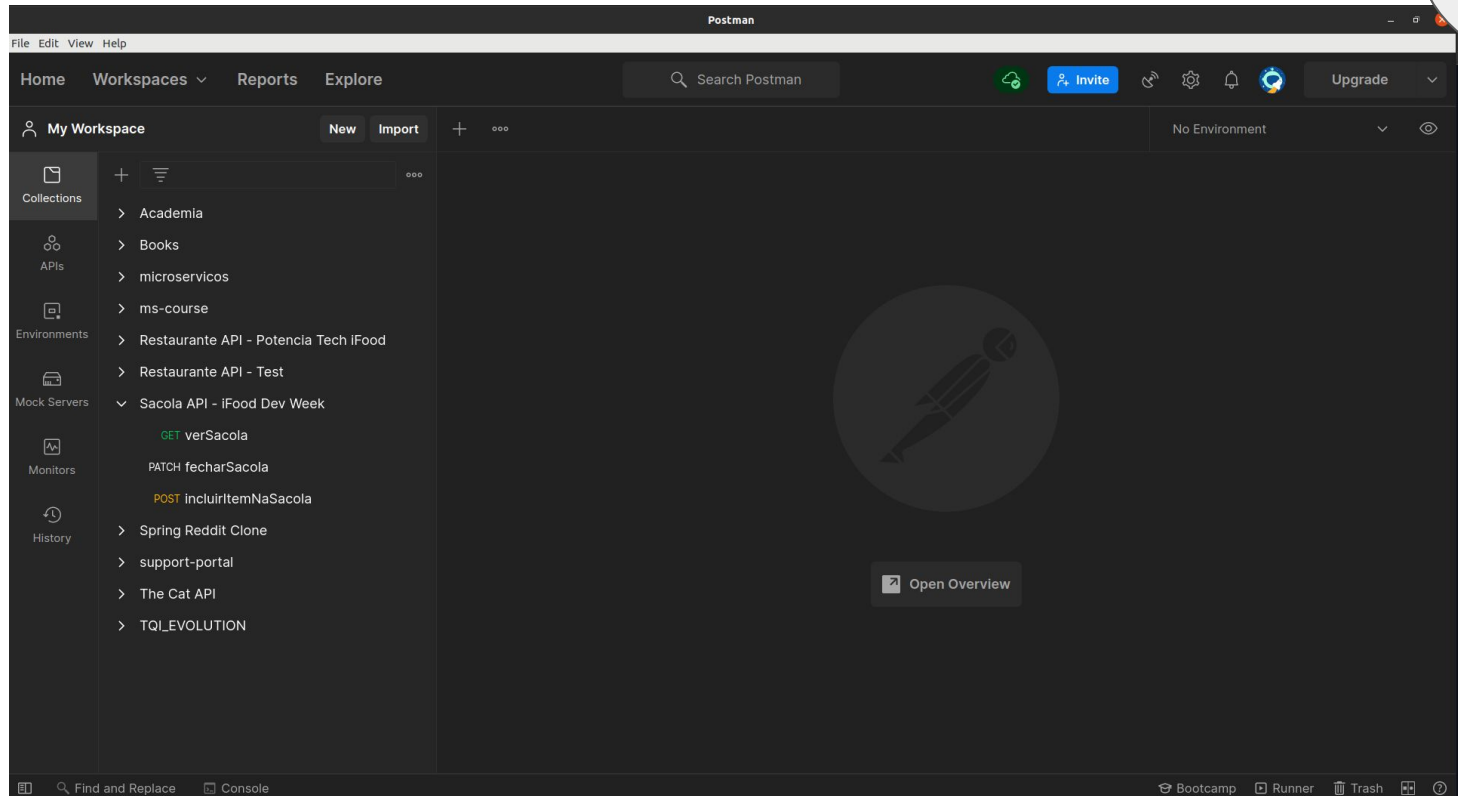 Postman
File Edit View Help
Home Workspaces Reports Explore Search Postman Invite Upgrade
My Workspace New Import No Environment
Collections
Academia
Books
APIs
microservicos
ms-course
Environments
Restaurante API - Potencia Tech iFood
Restaurante API - Test
Mock Servers
Sacola API - iFood Dev Week
GET verSacola
Monitors
PATCH fecharSacola
POST incluirItemNaSacola
History
Spring Reddit Clone
support-portal
The Cat API
TQI_EVOLUTION
Open Overview
Find and Replace Console Bootcamp Runner Trash